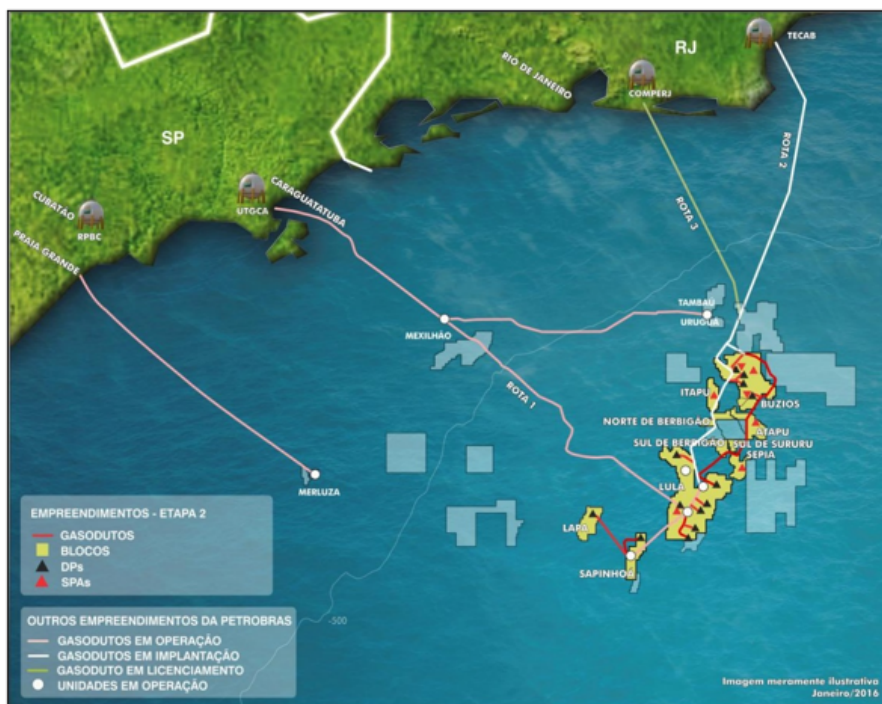 TECAB
RJ
COMPERJ
RIO DE JANEIRO
ROTA 2
SP
ROTA 3
UTGCA
CARAGUATATUBA
CUBATÃO
RPBC
PRAIA GRANDE
TAMBAÚ
URUGUÁ
MEXILHÃO
ROTA 1
ITAPU
BÚZIOS
NORTE DE BERBIGÃO
ATAPU
SUL DE BERBIGÃO
SUL DE SURURU
SEPIA
LULA
MERLUZA
LAPA
SAPINHOÁ
EMPREENDIMENTOS - ETAPA 2
GASODUTOS
BLOCOS
DPs
SPAs
OUTROS EMPREENDIMENTOS DA PETROBRAS
GASODUTOS EM OPERAÇÃO
GASODUTOS EM IMPLANTAÇÃO
GASODUTO EM LICENCIAMENTO
UNIDADES EM OPERAÇÃO
-500
Imagem meramente ilustrativa
Janeiro/2016